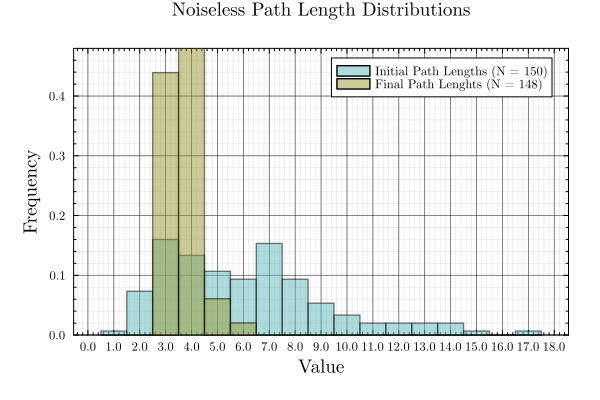 Noiseless Path Length Distributions
Initial Path Lengths (N = 150)
Final Path Lenghts (N = 148)
Frequency
0.4
0.3
0.2
0.1
0.0
0.0 1.0 2.0 3.0 4.0 5.0 6.0 7.0 8.0 9.0 10.0 11.0 12.0 13.0 14.0 15.0 16.0 17.0 18.0
Value